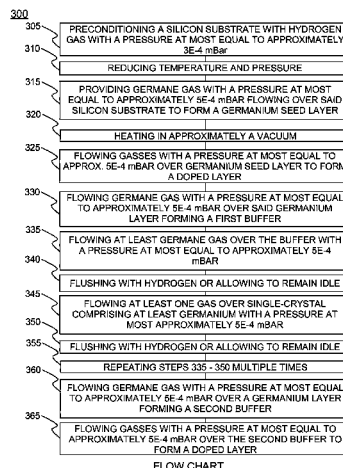 300
305
PRECONDITIONING A SILICON SUBSTRATE WITH HYDROGEN
GAS WITH A PRESSURE AT MOST EQUAL TO APPROXIMATELY
3E-4 mBar
310
REDUCING TEMPERATURE AND PRESSURE
315
PROVIDING GERMANE GAS WITH A PRESSURE AT MOST
EQUAL TO APPROXIMATELY 5E-4 mBAR FLOWING OVER SAID
SILICON SUBSTRATE TO FORM A GERMANIUM SEED LAYER
320
HEATING IN APPROXIMATELY A VACUUM
325
FLOWING GASSES WITH A PRESSURE AT MOST EQUAL TO
APPROX. 5E-4 mBAR OVER GERMANIUM SEED LAYER TO FORM
A DOPED LAYER
330
FLOWING GERMANE GAS WITH A PRESSURE AT MOST EQUAL
TO APPROXIMATELY 5E-4 mBAR OVER SAID GERMANIUM
LAYER FORMING A FIRST BUFFER
335
FLOWING AT LEAST GERMANE GAS OVER THE BUFFER WITH
A PRESSURE AT MOST EQUAL TO APPROXIMATELY 5E-4
mBAR
340
FLUSHING WITH HYDROGEN OR ALLOWING TO REMAIN IDLE
345
FLOWING AT LEAST ONE GAS OVER SINGLE-CRYSTAL
COMPRISING AT LEAST GERMANIUM WITH A PRESSURE AT
MOST APPROXIMATELY 5E-4 mBAR
350
FLUSHING WITH HYDROGEN OR ALLOWING TO REMAIN IDLE
355
REPEATING STEPS 335 - 350 MULTIPLE TIMES
360
FLOWING GERMANE GAS WITH A PRESSURE AT MOST EQUAL
TO APPROXIMATELY 5E-4 mBAR OVER A GERMANIUM LAYER
FORMING A SECOND BUFFER
365
FLOWING GASSES WITH A PRESSURE AT MOST EQUAL TO
APPROXIMATELY 5E-4 mBAR OVER THE SECOND BUFFER TO
FORM A DOPED LAYER
FLOW CHART